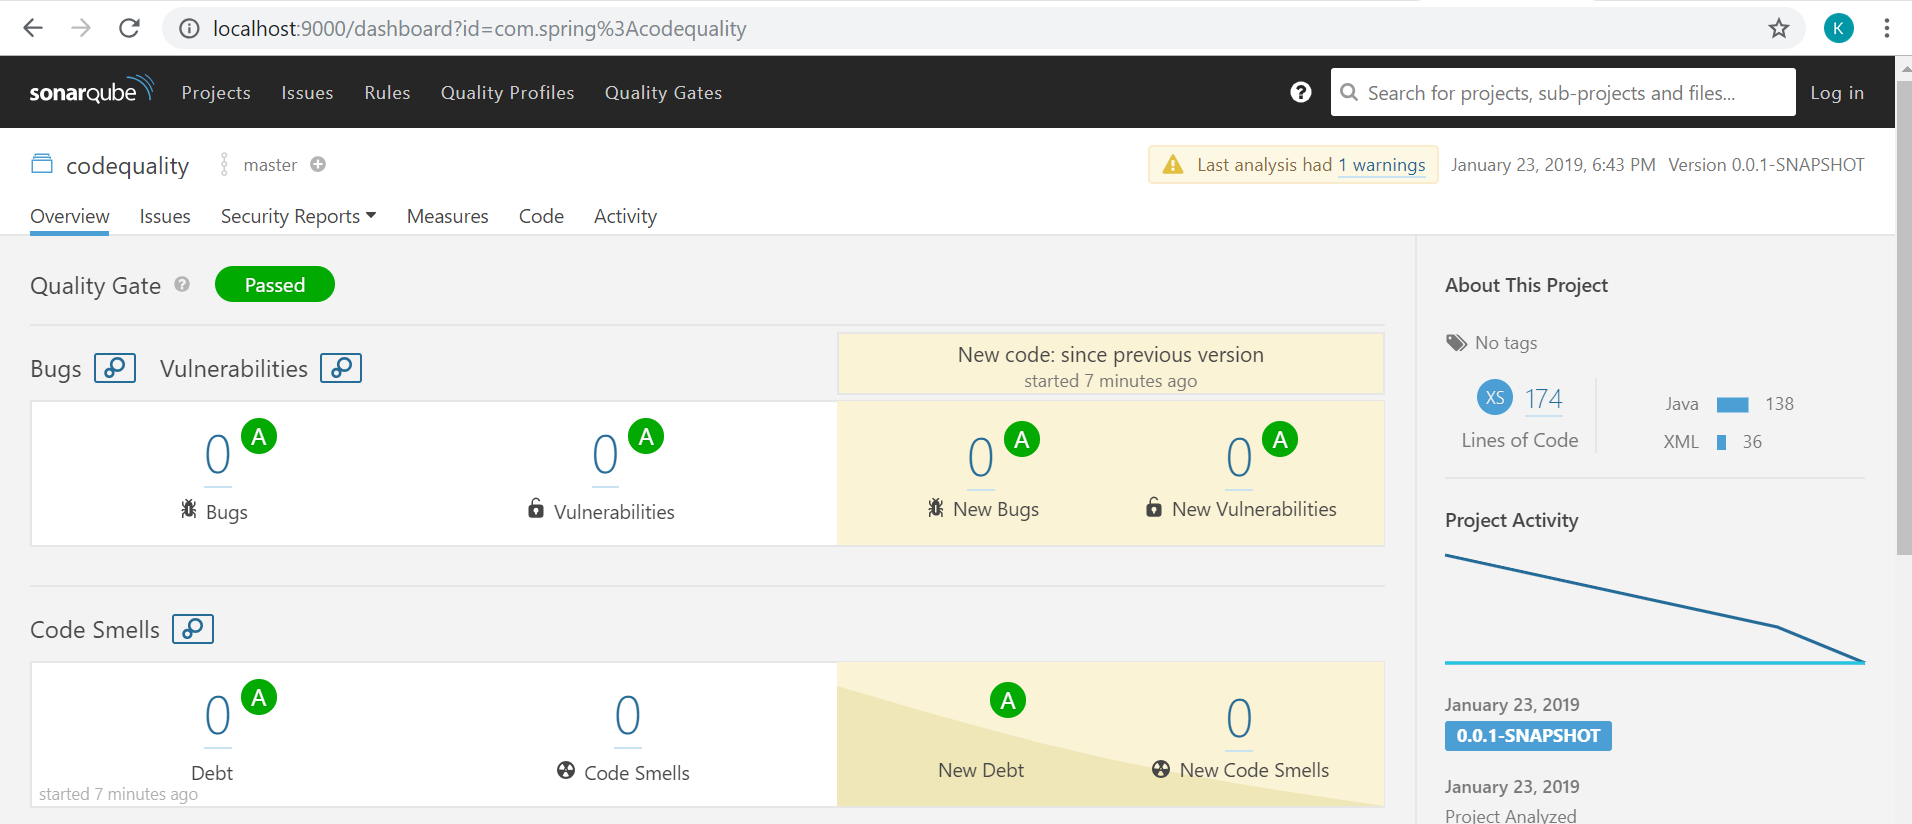 localhost:9000/dashboard?id=com.spring%3Acodequality
K
sonarqube Projects Issues Rules Quality Profiles Quality Gates ? Search for projects, sub-projects and files... Log in
codequality master Last analysis had 1 warnings January 23, 2019, 6:43 PM Version 0.0.1-SNAPSHOT
Overview Issues Security Reports Measures Code Activity
Quality Gate ? Passed
Bugs Vulnerabilities
New code: since previous version
started 7 minutes ago
0 A
Bugs
0 A
Vulnerabilities
0 A
New Bugs
0 A
New Vulnerabilities
Code Smells
0 A
Debt
started 7 minutes ago
0
Code Smells
A
New Debt
0
New Code Smells
About This Project
No tags
XS 174
Lines of Code
Java 138
XML 36
Project Activity
January 23, 2019
0.0.1-SNAPSHOT
January 23, 2019
Project Analyzed